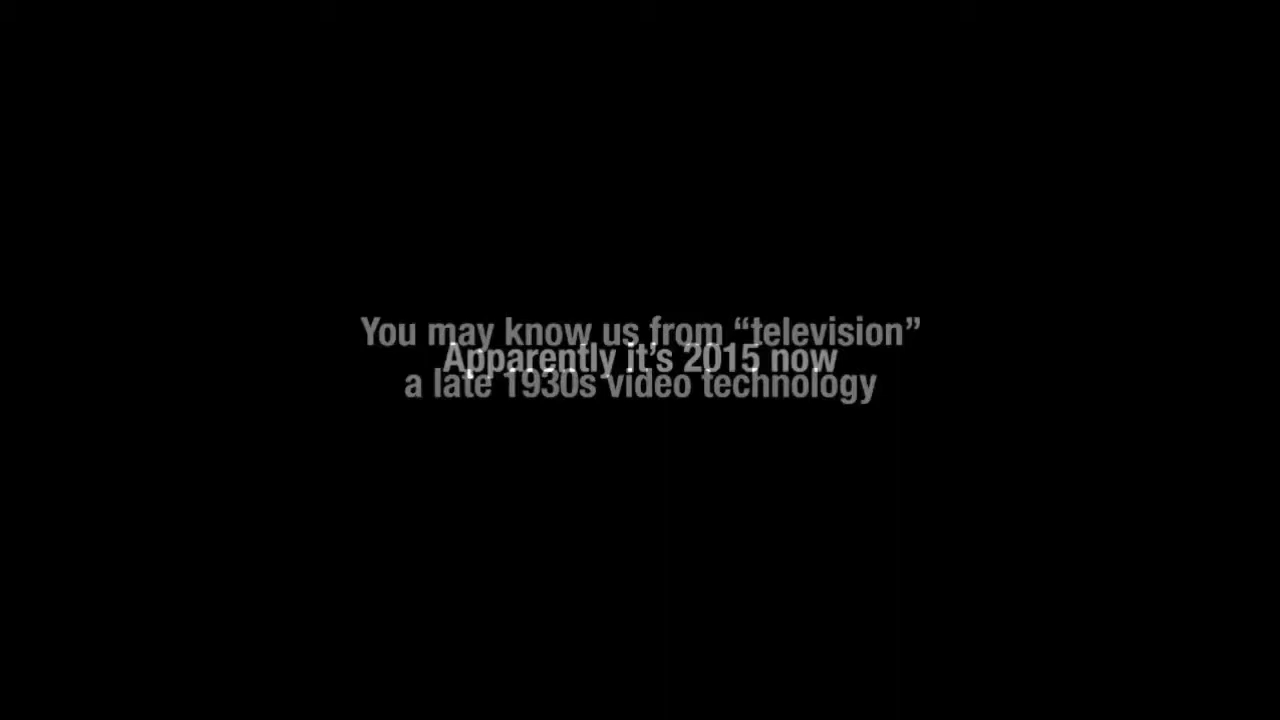 You may know us from “television”
Apparently it’s 2015 now
a late 1930s video technology